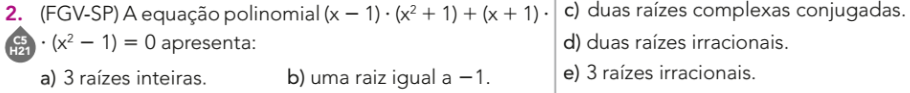 2. (FGV-SP) A equação polinomial (x − 1) · (x² + 1) + (x + 1) ·
C5
H21
· (x² − 1) = 0 apresenta:
a) 3 raízes inteiras. b) uma raiz igual a −1.
c) duas raízes complexas conjugadas.
d) duas raízes irracionais.
e) 3 raízes irracionais.